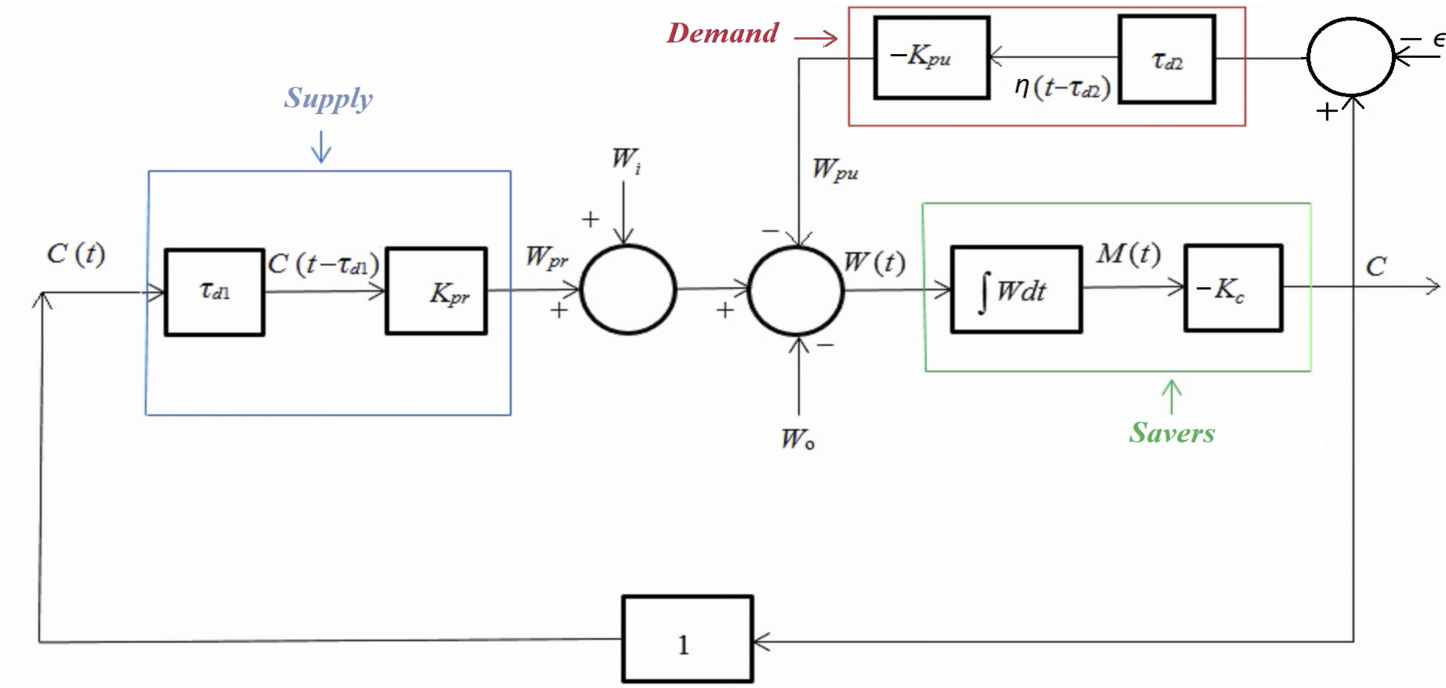 Demand
−K_pu
τ_d2
− ϵ
η(t−τ_d2)
+
Supply
W_i
W_pu
+
−
C (t)
τ_d1
C (t−τ_d1)
K_pr
W_pr
+
+
W(t)
∫Wdt
M(t)
−K_c
C
−
W_o
Savers
1